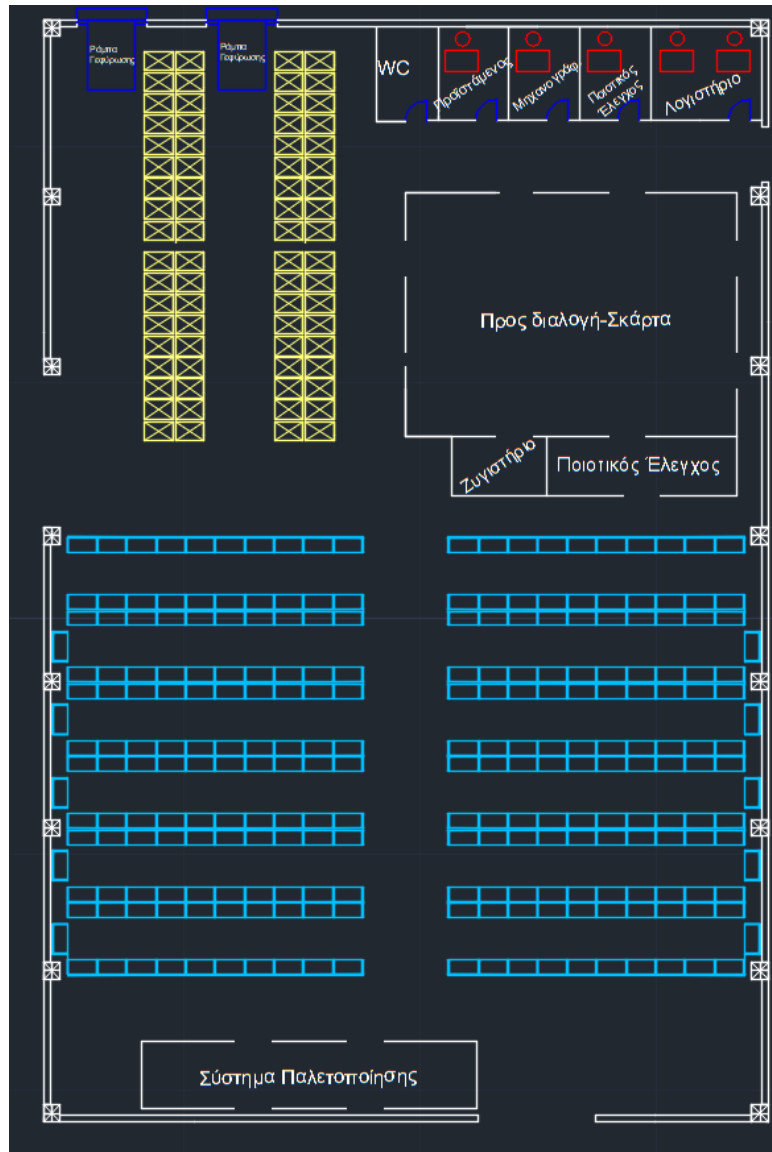 Ράμπα
Γεφύρωσης
Ράμπα
Γεφύρωσης
WC
Προϊστάμενος
Μηχανογράφ.
Ποιοτικός
Έλεγχος
Λογιστήριο
Προς διαλογή-Σκάρτα
Ζυγιστήριο
Ποιοτικός Έλεγχος
Σύστημα Παλετοποίησης